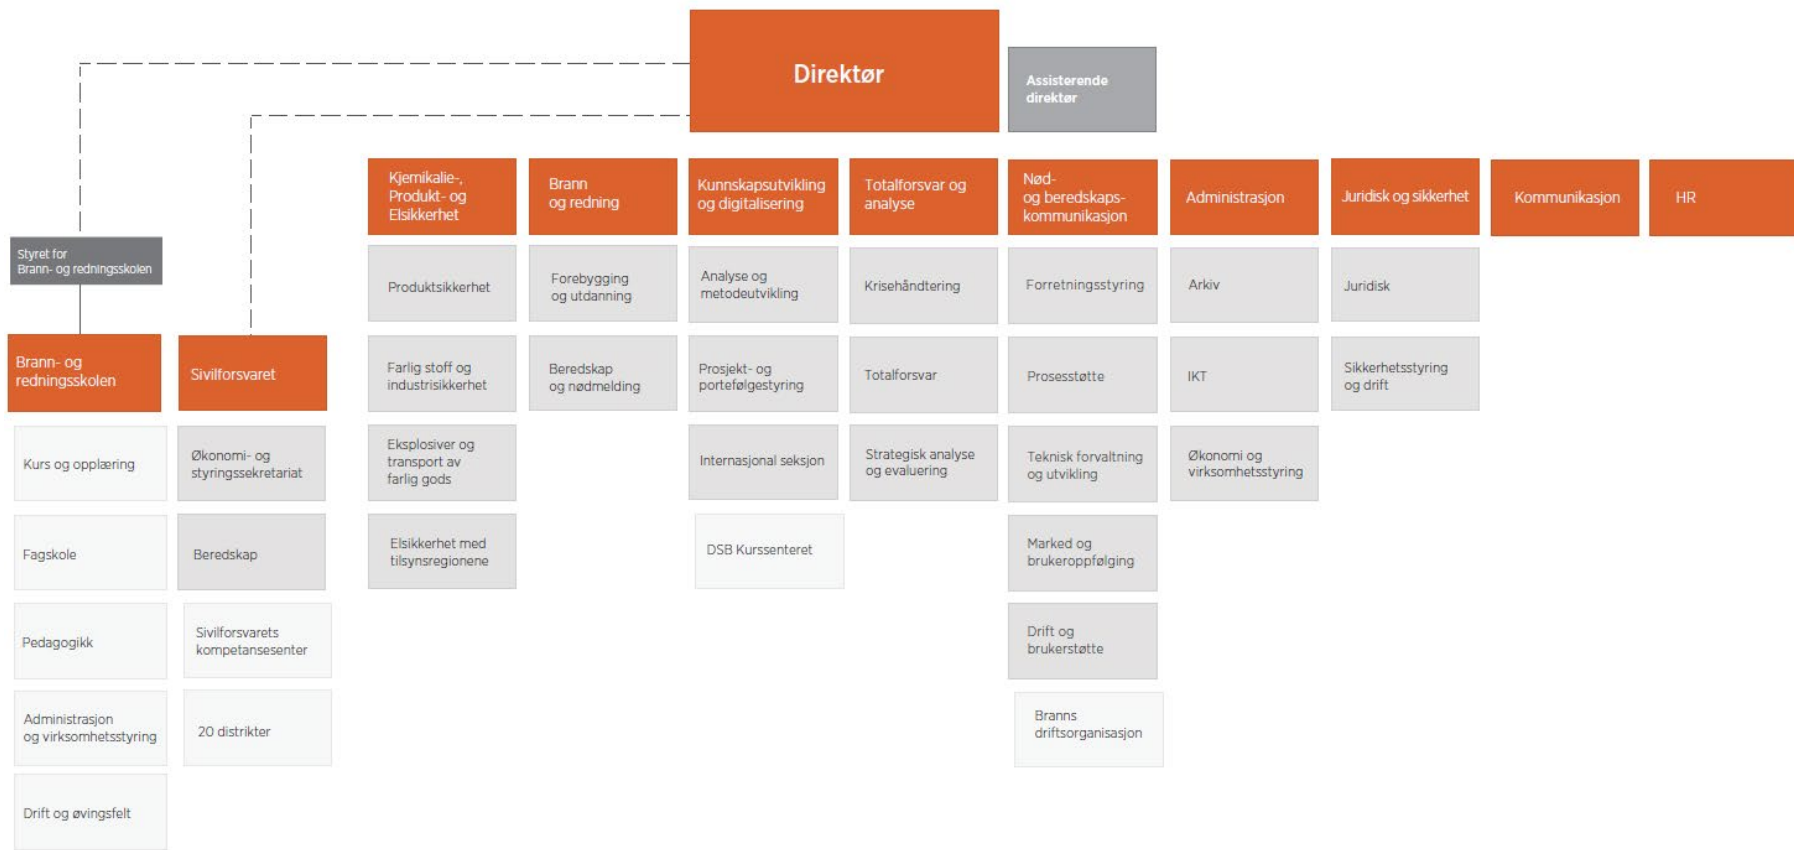 Direktør
Assisterende
direktør
Kjemikalie-,
Produkt- og
Elsikkerhet
Brann
og redning
Kunnskapsutvikling
og digitalisering
Totalforsvar og
analyse
Nød-
og beredskaps-
kommunikasjon
Administrasjon
Juridisk og sikkerhet
Kommunikasjon
HR
Styret for
Brann- og redningsskolen
Brann- og
redningsskolen
Kurs og opplæring
Fagskole
Pedagogikk
Administrasjon
og virksomhetsstyring
Drift og øvingsfelt
Sivilforsvaret
Økonomi- og
styringssekretariat
Beredskap
Sivilforsvarets
kompetansesenter
20 distrikter
Produktsikkerhet
Farlig stoff og
industrisikkerhet
Eksplosiver og
transport av
farlig gods
Elsikkerhet med
tilsynsregionene
Forebygging
og utdanning
Beredskap
og nødmelding
Analyse og
metodeutvikling
Prosjekt- og
portefølgestyring
Internasjonal seksjon
DSB Kurssenteret
Krisehåndtering
Totalforsvar
Strategisk analyse
og evaluering
Forretningsstyring
Prosesstøtte
Teknisk forvaltning
og utvikling
Marked og
brukeroppfølging
Drift og
brukerstøtte
Branns
driftsorganisasjon
Arkiv
IKT
Økonomi og
virksomhetsstyring
Juridisk
Sikkerhetsstyring
og drift